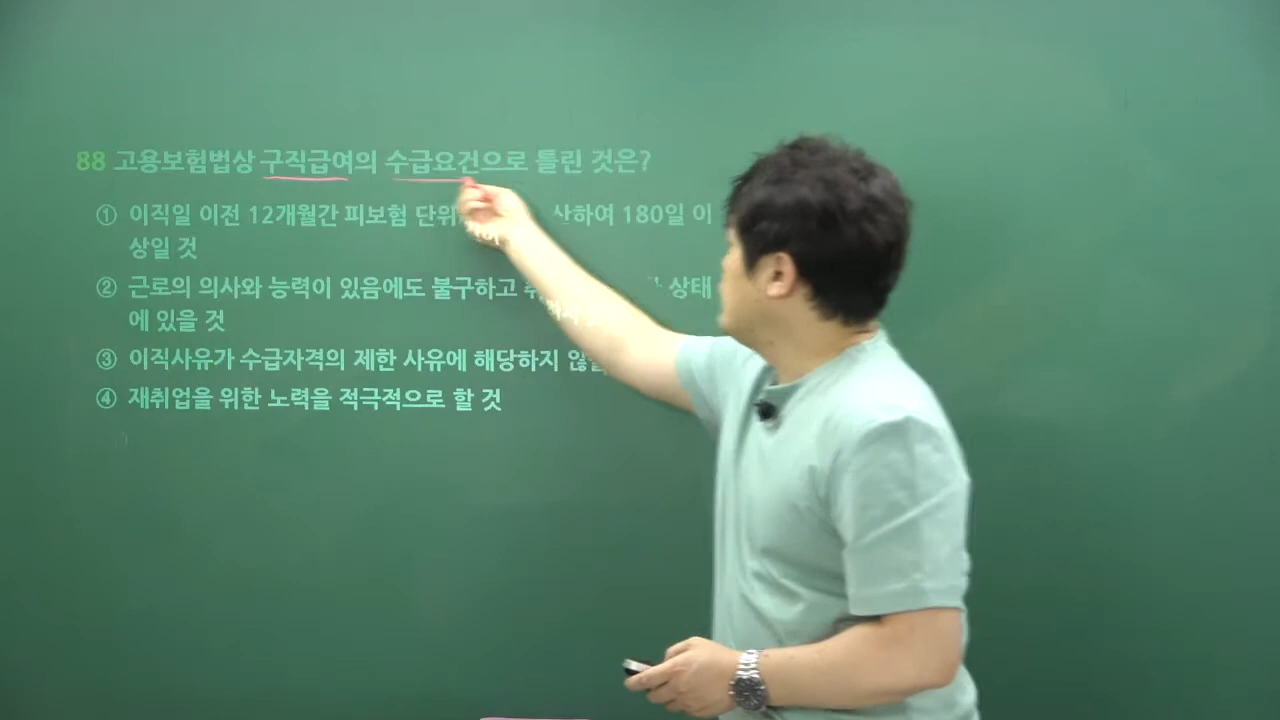 88 고용보험법상 구직급여의 수급요건으로 틀린 것은?
① 이직일 이전 12개월간 피보험 단위 산하여 180일 이
상일 것
② 근로의 의사와 능력이 있음에도 불구하고 상태
에 있을 것
③ 이직사유가 수급자격의 제한 사유에 해당하지
④ 재취업을 위한 노력을 적극적으로 할 것